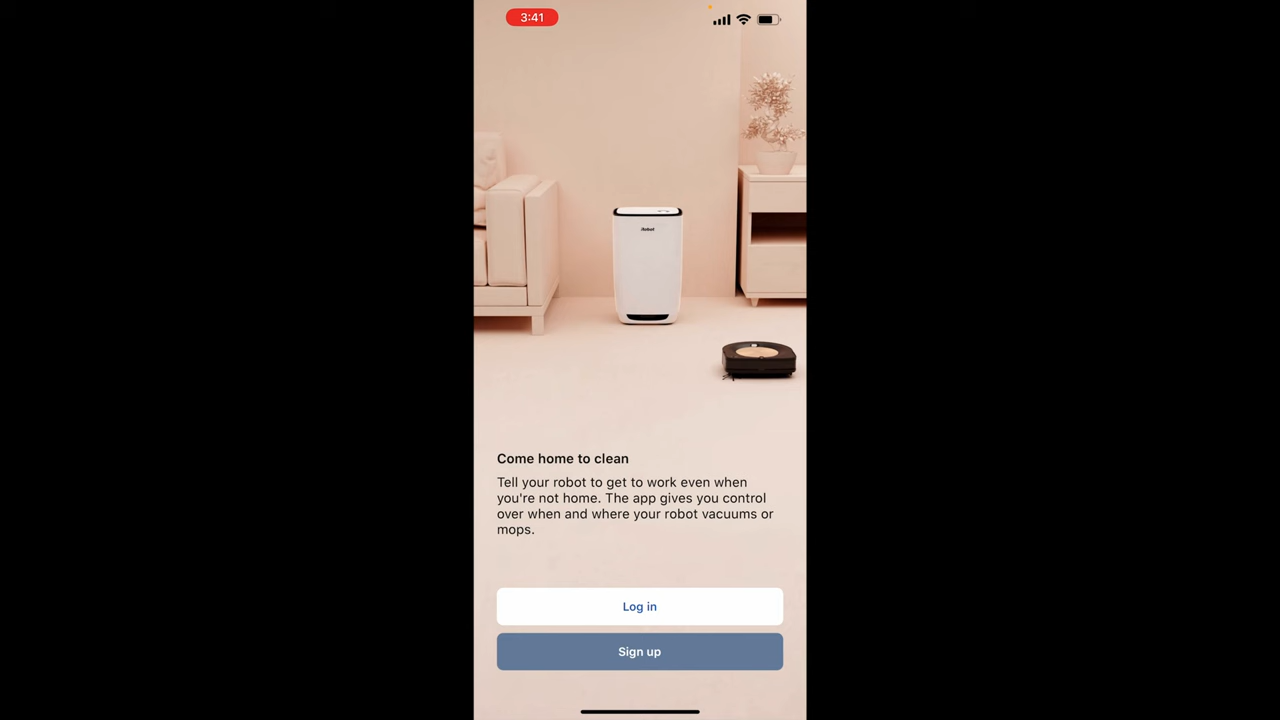 3:41
iRobot
Come home to clean
Tell your robot to get to work even when
you're not home. The app gives you control
over when and where your robot vacuums or
mops.
Log in
Sign up